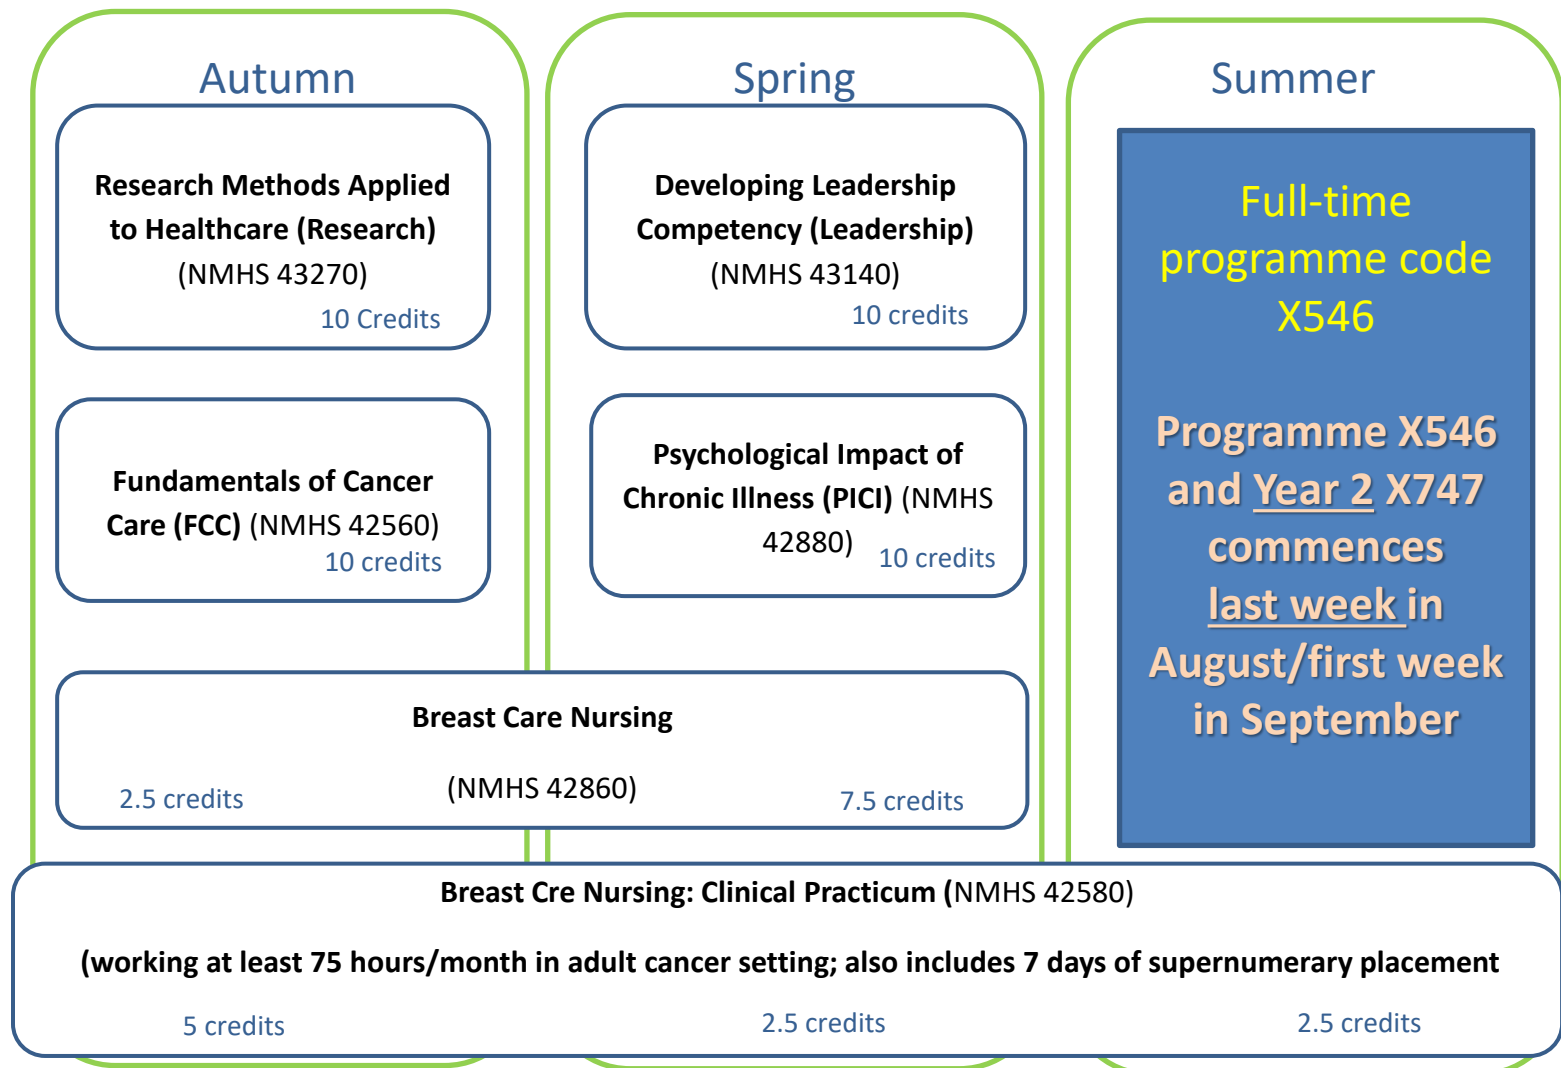 Autumn
Research Methods Applied
to Healthcare (Research)
(NMHS 43270)
10 Credits
Fundamentals of Cancer
Care (FCC) (NMHS 42560)
10 credits
Spring
Developing Leadership
Competency (Leadership)
(NMHS 43140)
10 credits
Psychological Impact of
Chronic Illness (PICI) (NMHS
42880)
10 credits
Summer
Full-time
programme code
X546
Programme X546
and Year 2 X747
commences
last week in
August/first week
in September
Breast Care Nursing
(NMHS 42860)
2.5 credits
7.5 credits
Breast Cre Nursing: Clinical Practicum (NMHS 42580)
(working at least 75 hours/month in adult cancer setting; also includes 7 days of supernumerary placement
5 credits
2.5 credits
2.5 credits